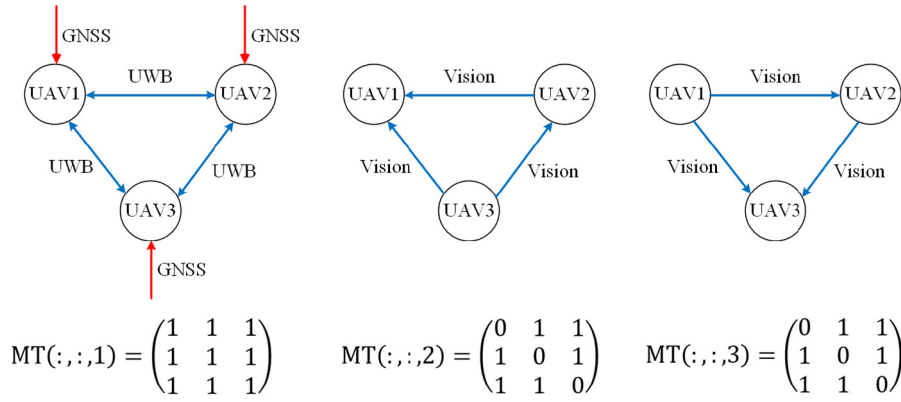 GNSS GNSS
UWB Vision Vision
UAV1 UAV2 UAV1 UAV2 UAV1 UAV2
UWB UWB Vision Vision Vision Vision
UAV3 UAV3 UAV3
GNSS
MT(:,:,1) = (1 1 1
1 1 1
1 1 1)
MT(:,:,2) = (0 1 1
1 0 1
1 1 0)
MT(:,:,3) = (0 1 1
1 0 1
1 1 0)